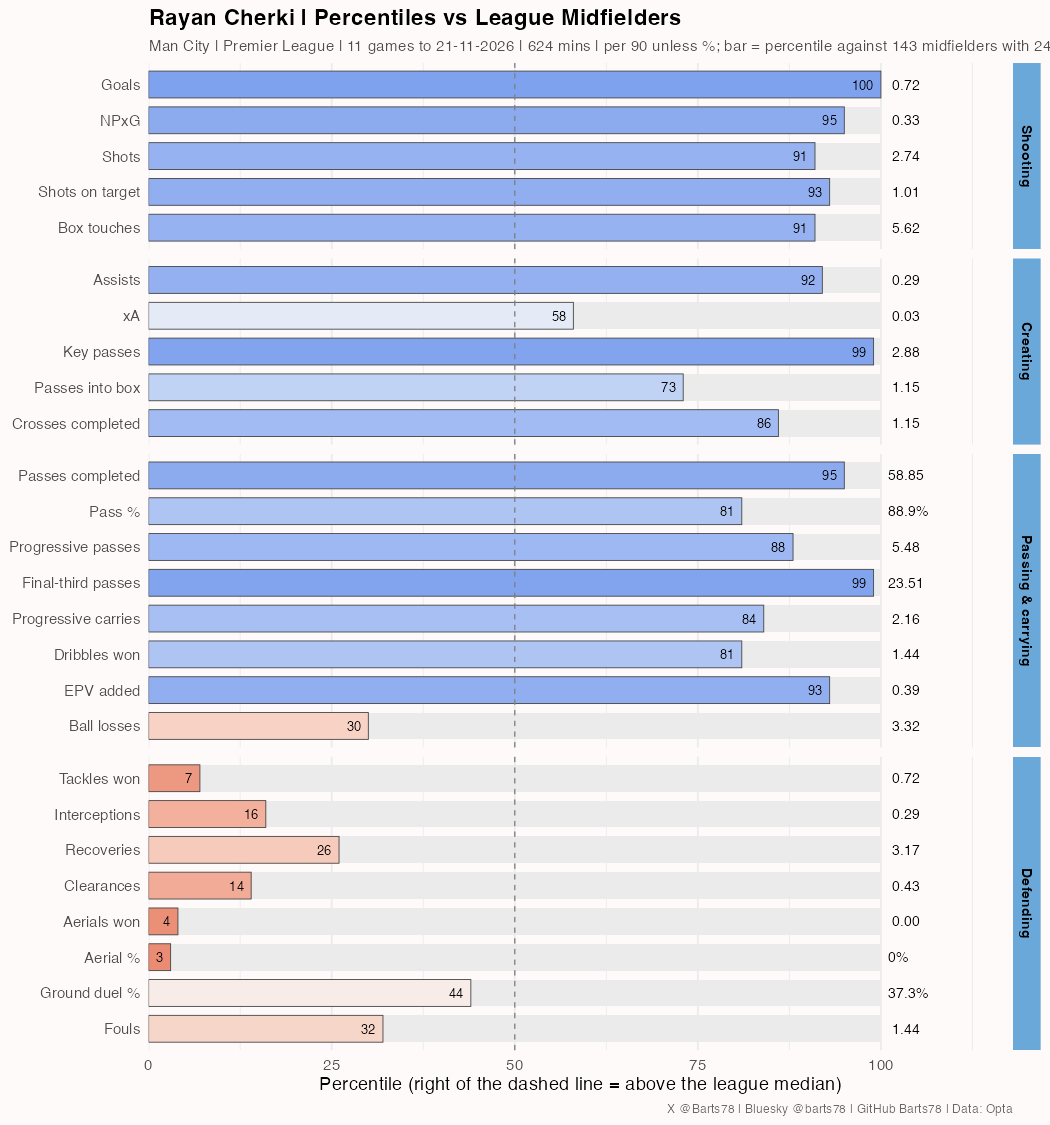 Rayan Cherki | Percentiles vs League Midfielders
Man City | Premier League | 11 games to 21-11-2026 | 624 mins | per 90 unless %; bar = percentile against 143 midfielders with 24
Shooting
Goals 100 0.72
NPxG 95 0.33
Shots 91 2.74
Shots on target 93 1.01
Box touches 91 5.62
Creating
Assists 92 0.29
xA 58 0.03
Key passes 99 2.88
Passes into box 73 1.15
Crosses completed 86 1.15
Passing & carrying
Passes completed 95 58.85
Pass % 81 88.9%
Progressive passes 88 5.48
Final-third passes 99 23.51
Progressive carries 84 2.16
Dribbles won 81 1.44
EPV added 93 0.39
Ball losses 30 3.32
Defending
Tackles won 7 0.72
Interceptions 16 0.29
Recoveries 26 3.17
Clearances 14 0.43
Aerials won 4 0.00
Aerial % 3 0%
Ground duel % 44 37.3%
Fouls 32 1.44
0 25 50 75 100
Percentile (right of the dashed line = above the league median)
X @Barts78 | Bluesky @barts78 | GitHub Barts78 | Data: Opta